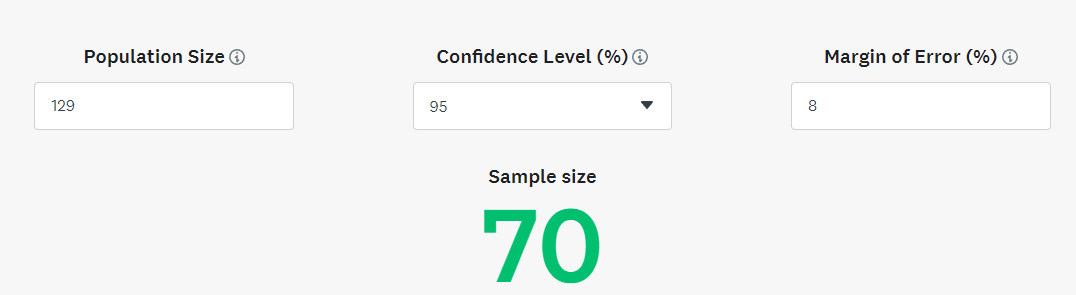 Population Size Confidence Level (%) Margin of Error (%)
129 95 8
Sample size
70